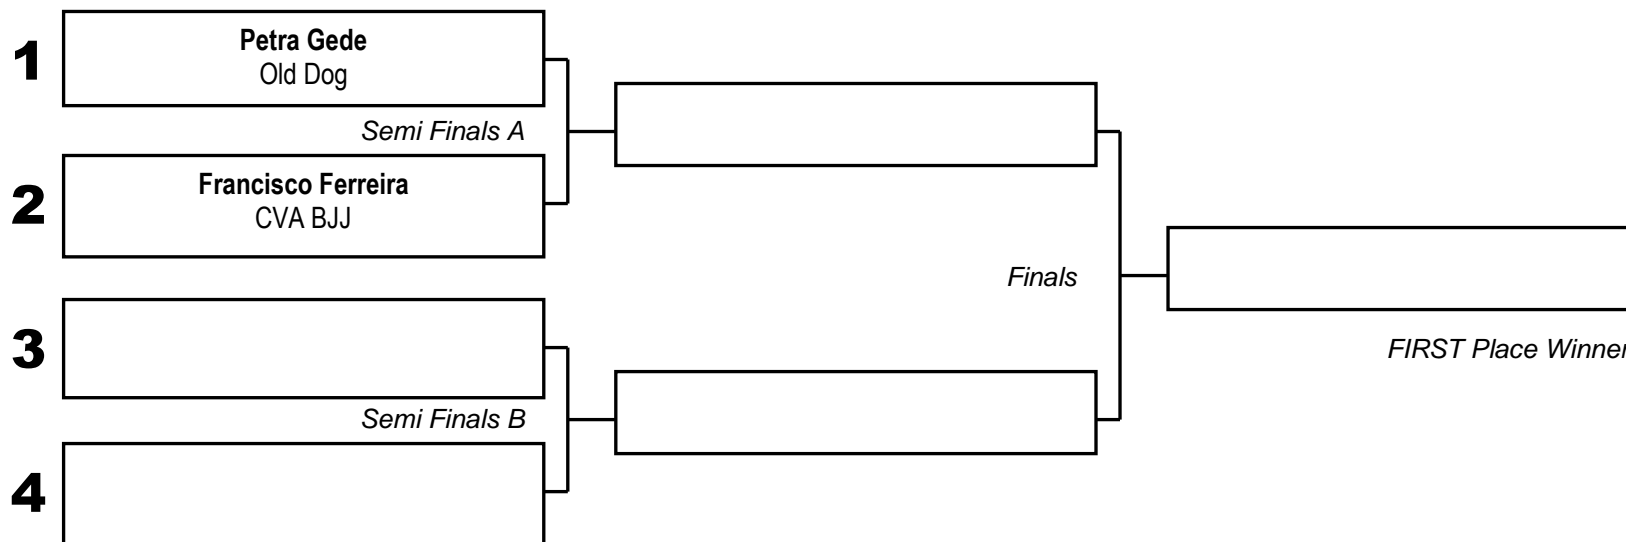 1
Petra Gede
Old Dog
Semi Finals A
2
Francisco Ferreira
CVA BJJ
Finals
3
FIRST Place Winner
Semi Finals B
4